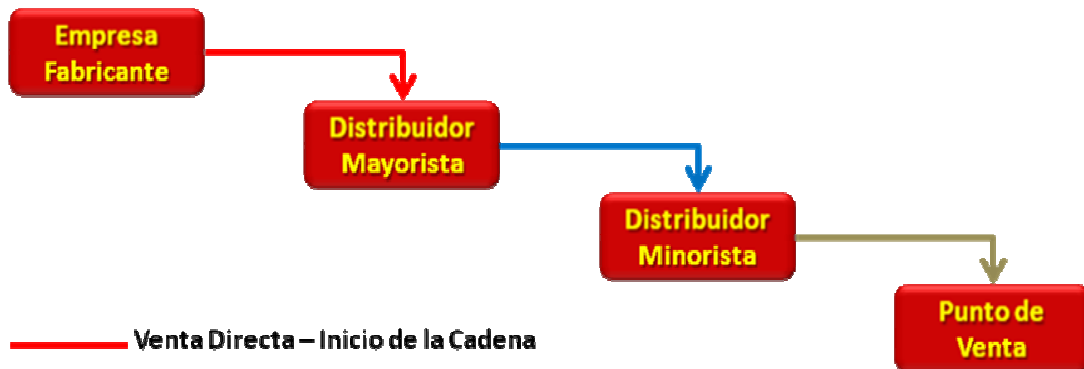 Empresa
Fabricante
Distribuidor
Mayorista
Distribuidor
Minorista
Punto de
Venta
Venta Directa – Inicio de la Cadena